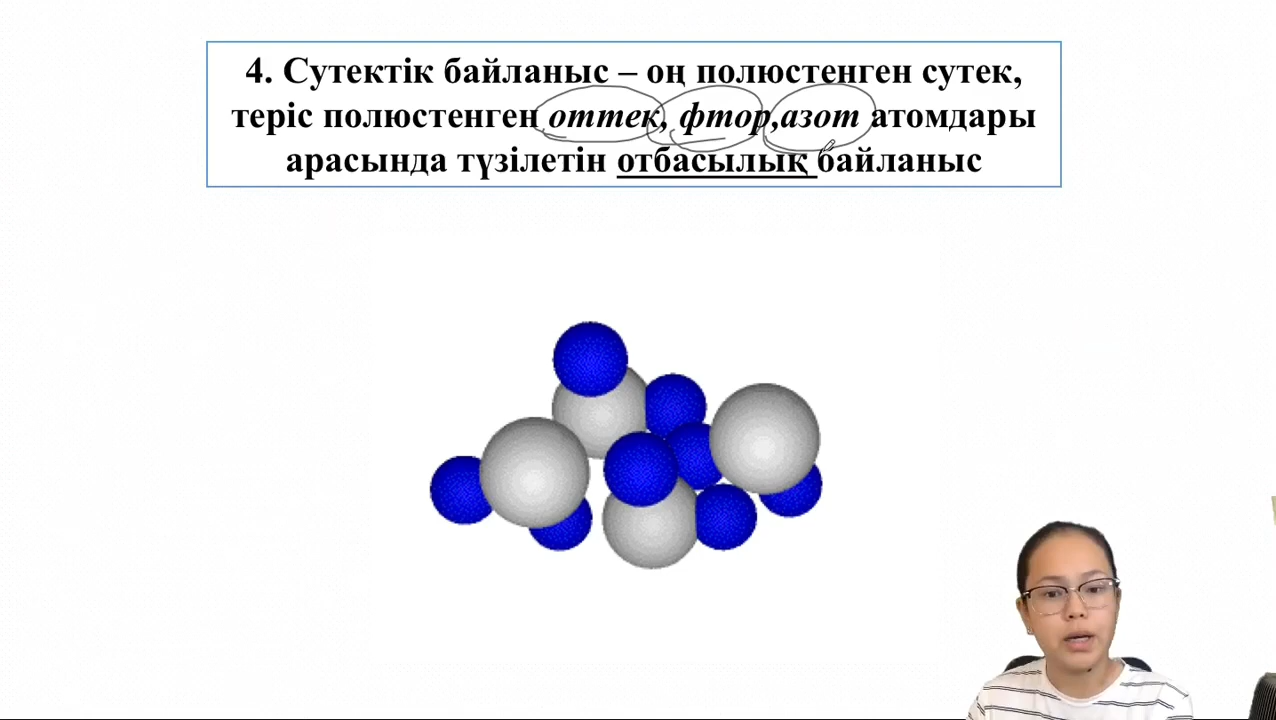 4. Сутектік байланыс – оң полюстенген сутек,
теріс полюстенген оттек, фтор,азот атомдары
арасында түзілетін отбасылық байланыс